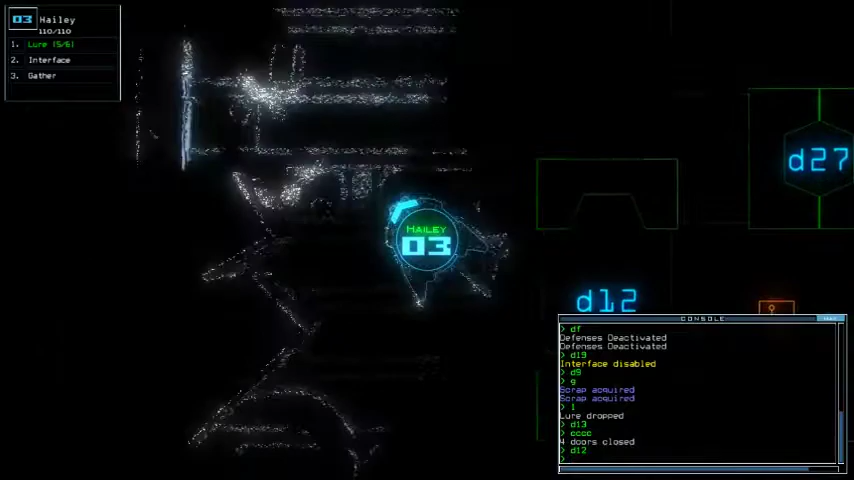 03 Hailey
110/110
1. Lure (5/6)
2. Interface
3. Gather
HAILEY
03
d27
d12
CONSOLE
> df
Defenses Deactivated
Defenses Deactivated
> d19
Interface disabled
> d9
> g
Scrap acquired
Scrap acquired
> l
Lure dropped
> d13
> cccc
4 doors closed
> d12
>